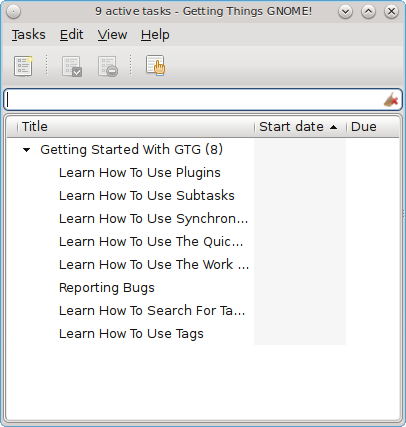 9 active tasks - Getting Things GNOME!
Tasks Edit View Help
Title Start date Due
Getting Started With GTG (8)
Learn How To Use Plugins
Learn How To Use Subtasks
Learn How To Use Synchron...
Learn How To Use The Quic...
Learn How To Use The Work ...
Reporting Bugs
Learn How To Search For Ta...
Learn How To Use Tags